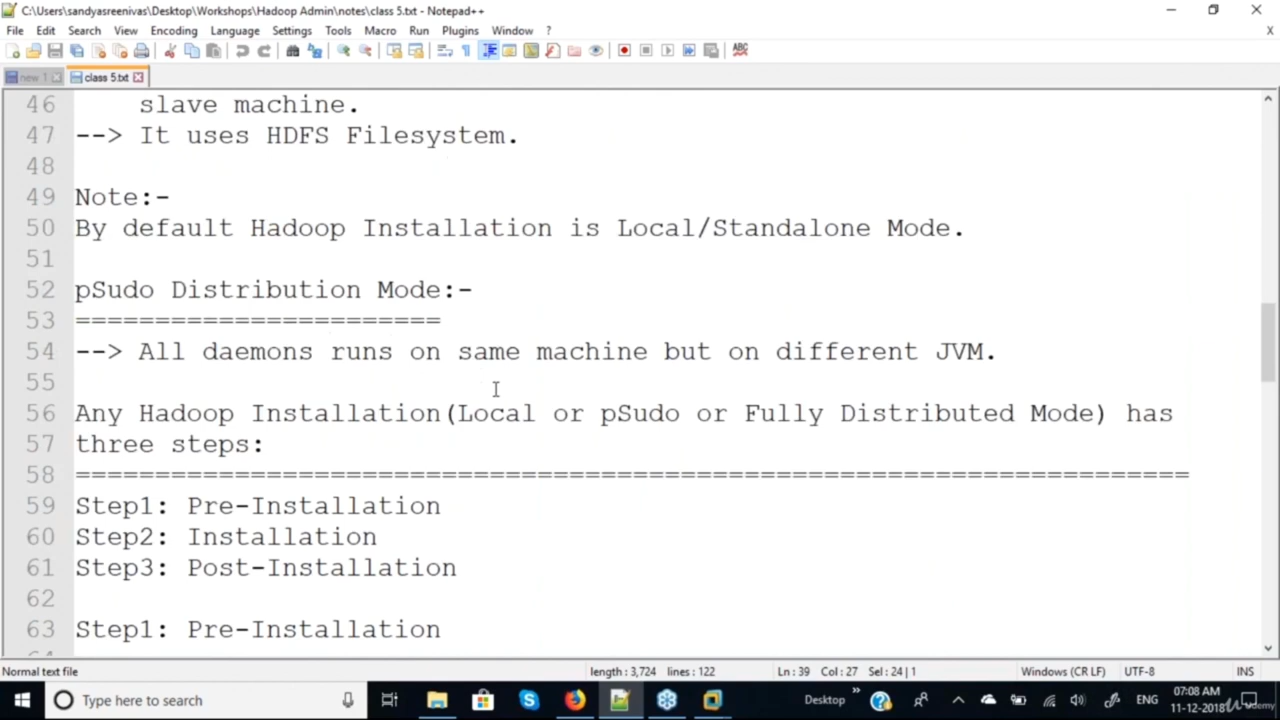 C:\Users\sandyasreenivas\Desktop\Workshops\Hadoop Admin\notes\class 5.txt - Notepad++
File Edit Search View Encoding Language Settings Tools Macro Run Plugins Window ? X
new 1 class 5.txt
46 slave machine.
47 --> It uses HDFS Filesystem.
48
49 Note:-
50 By default Hadoop Installation is Local/Standalone Mode.
51
52 pSudo Distribution Mode:-
53 =======================
54 --> All daemons runs on same machine but on different JVM.
55
56 Any Hadoop Installation(Local or pSudo or Fully Distributed Mode) has
57 three steps:
58 ======================================================================
59 Step1: Pre-Installation
60 Step2: Installation
61 Step3: Post-Installation
62
63 Step1: Pre-Installation
Normal text file length : 3,724 lines : 122 Ln : 39 Col : 27 Sel : 24 | 1 Windows (CR LF) UTF-8 INS
Type here to search Desktop ENG 07:08 AM
11-12-2018 Udemy